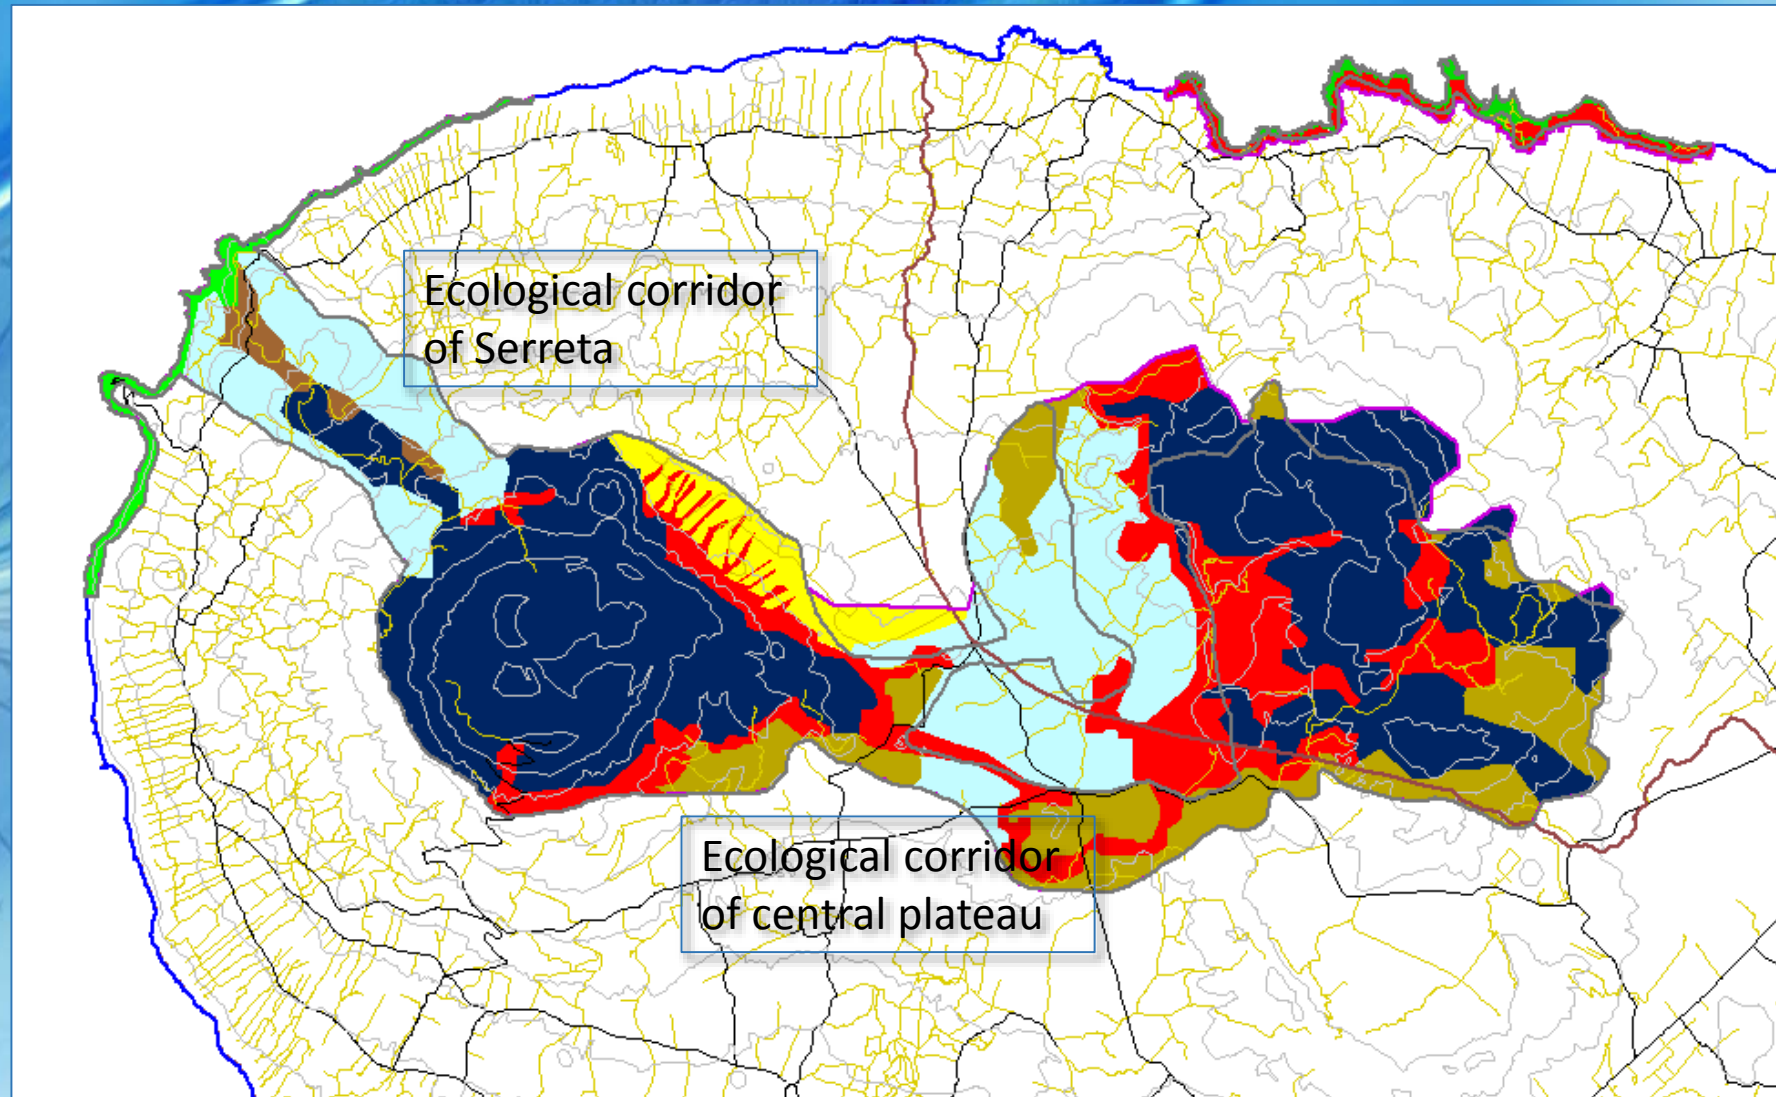 Ecological corridor
of Serreta
Ecological corridor
of central plateau